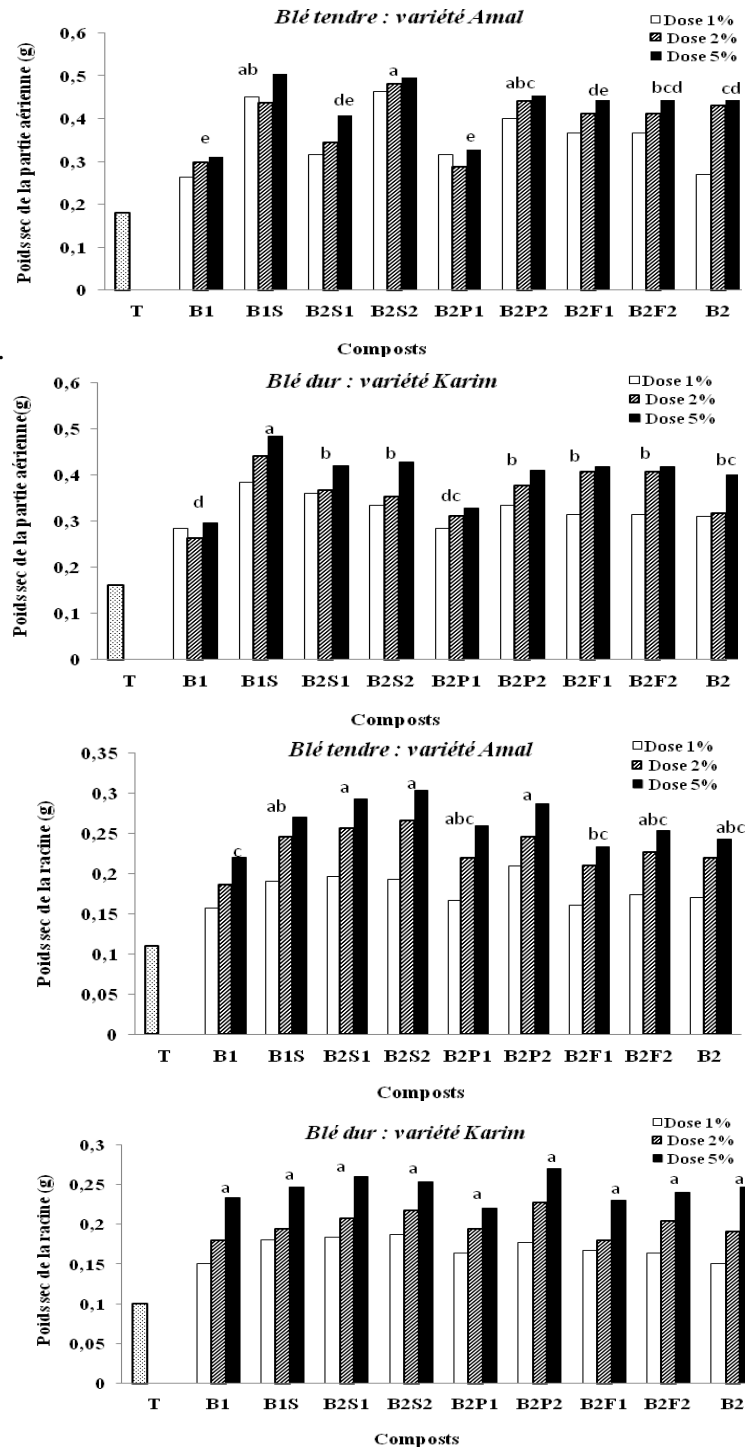 Blé tendre : variété Amal
Dose 1%
Dose 2%
Dose 5%
Poids sec de la partie aérienne (g)
0,6
0,5
0,4
0,3
0,2
0,1
0
e
ab
de
a
e
abc
de
bcd
cd
T B1 B1S B2S1 B2S2 B2P1 B2P2 B2F1 B2F2 B2
Composts
Blé dur : variété Karim
Dose 1%
Dose 2%
Dose 5%
Poids sec de la partie aérienne(g)
0,6
0,5
0,4
0,3
0,2
0,1
0
d
a
b
b
dc
b
b
b
bc
T B1 B1S B2S1 B2S2 B2P1 B2P2 B2F1 B2F2 B2
Composts
Blé tendre : variété Amal
Dose 1%
Dose 2%
Dose 5%
Poids sec de la racine (g)
0,35
0,3
0,25
0,2
0,15
0,1
0,05
0
c
ab
a
a
abc
a
bc
abc
abc
T B1 B1S B2S1 B2S2 B2P1 B2P2 B2F1 B2F2 B2
Composts
Blé dur : variété Karim
Dose 1%
Dose 2%
Dose 5%
Poids sec de la racine (g)
0,3
0,25
0,2
0,15
0,1
0,05
0
a
a
a
a
a
a
a
a
a
T B1 B1S B2S1 B2S2 B2P1 B2P2 B2F1 B2F2 B2
Composts